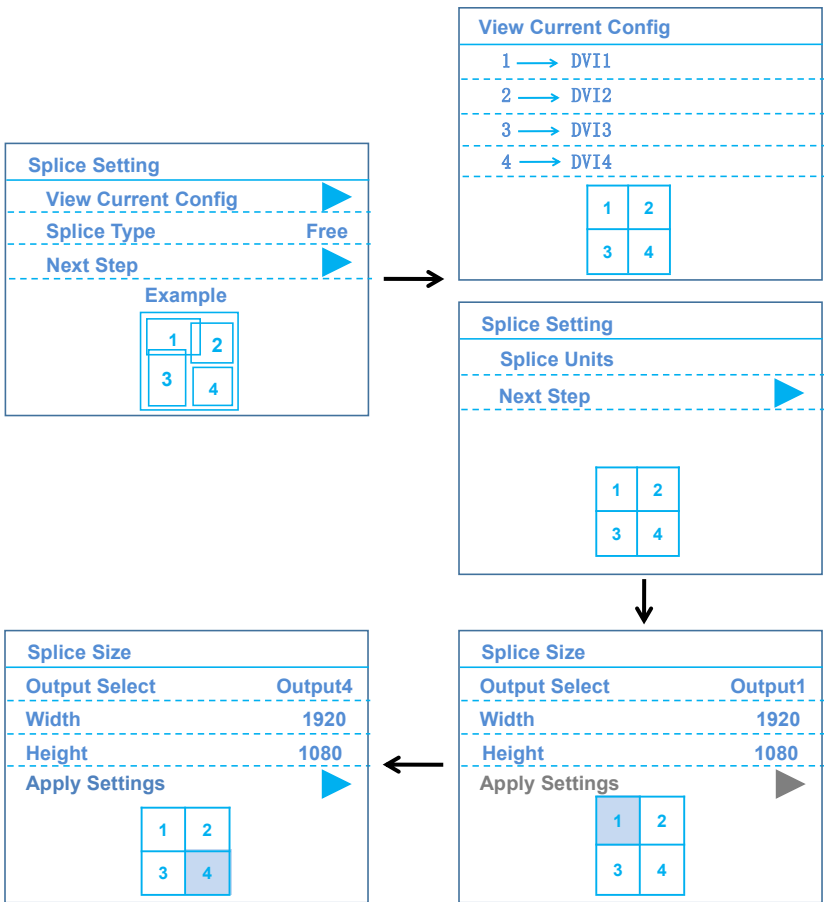 View Current Config
1 → DVI1
2 → DVI2
3 → DVI3
4 → DVI4
1 2
3 4
Splice Setting
View Current Config
Splice Type Free
Next Step
Example
1 2
3 4
Splice Setting
Splice Units
Next Step
1 2
3 4
Splice Size
Output Select Output4
Width 1920
Height 1080
Apply Settings
1 2
3 4
Splice Size
Output Select Output1
Width 1920
Height 1080
Apply Settings
1 2
3 4